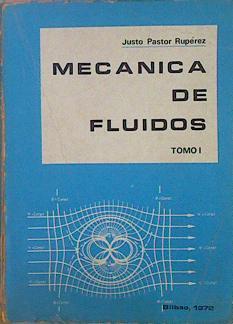 Justo Pastor Rupérez
MECANICA
DE
FLUIDOS
TOMO I
Bilbao, 1972